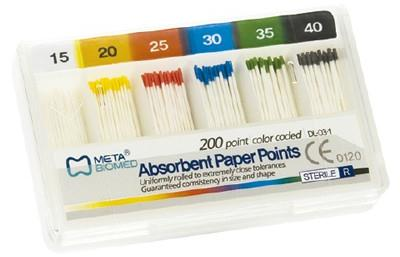 15 20 25 30 35 40
200 point color coded DL-03-1
META®
BIOMED
Absorbent Paper Points
Uniformly rolled to extremely close tolerances
Guaranteed consistency in size and shape
CE 0120
STERILE R